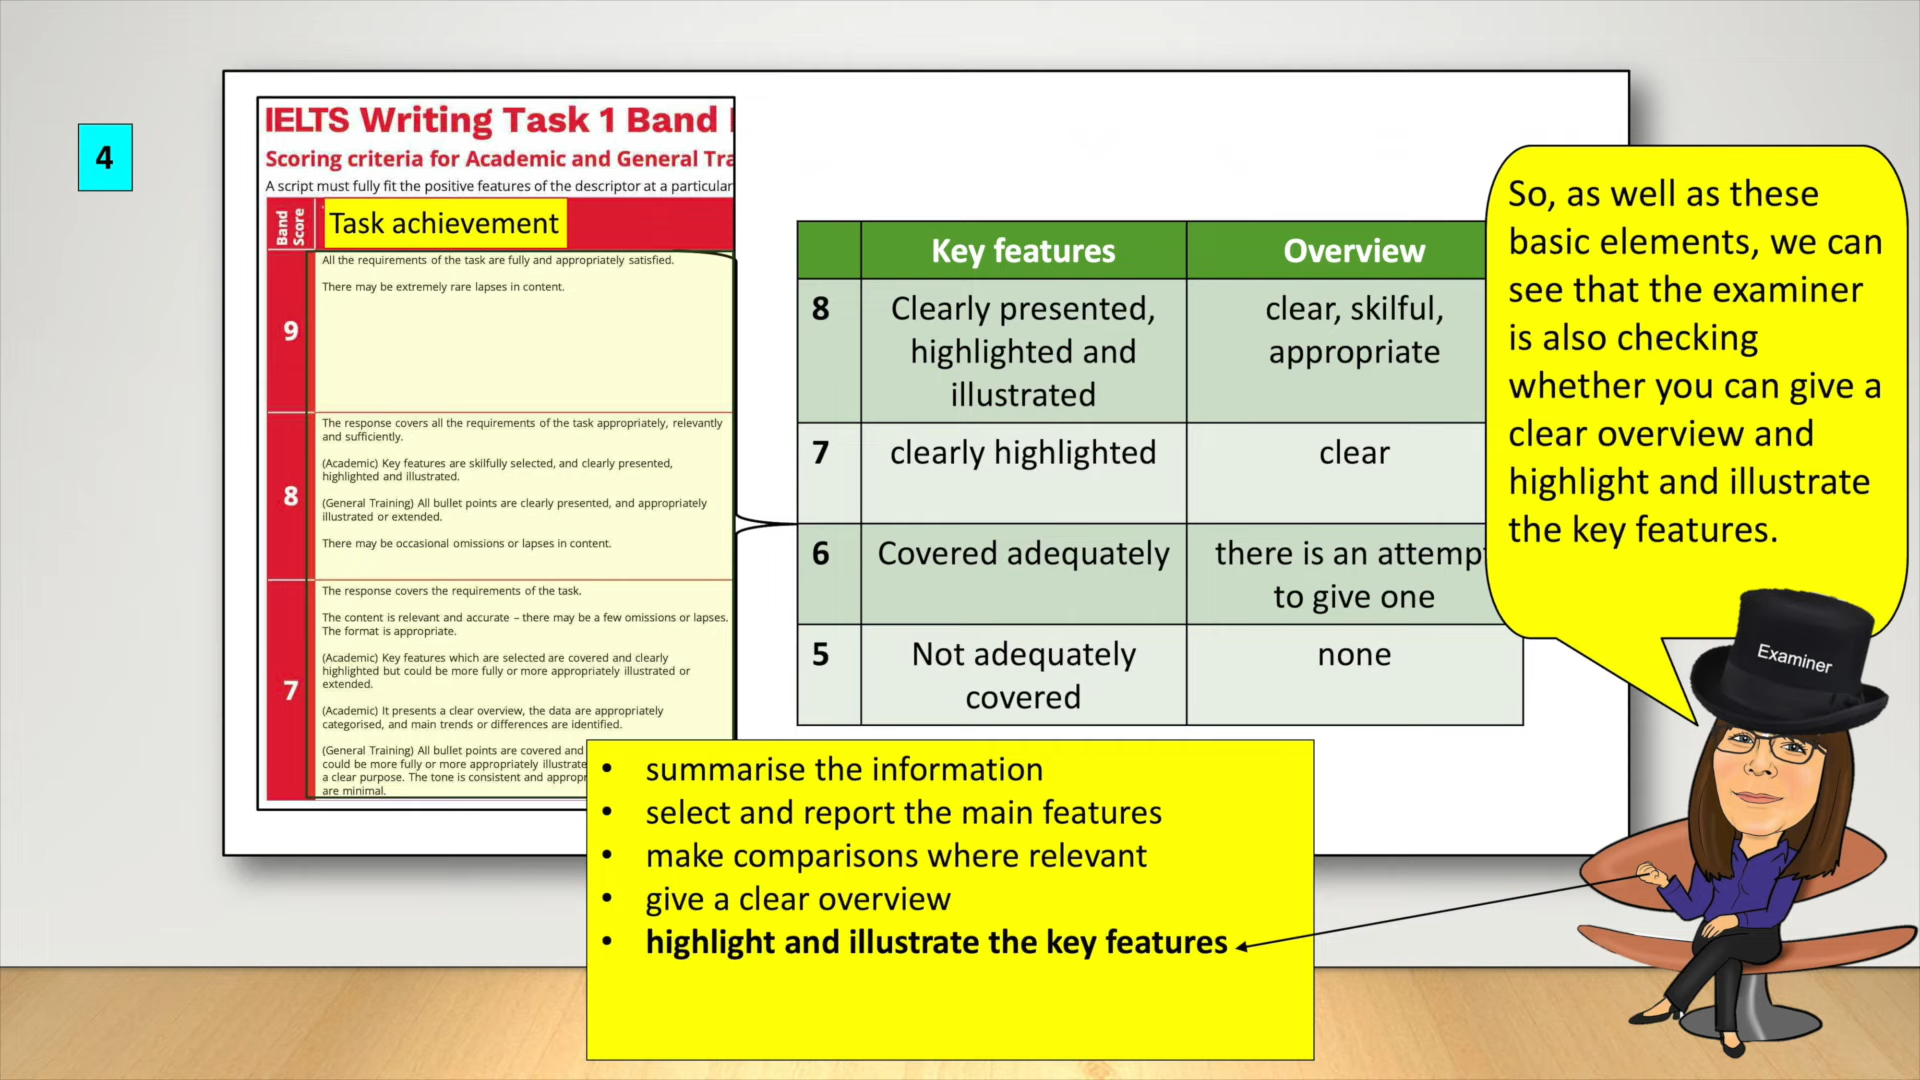 4
IELTS Writing Task 1 Band
Scoring criteria for Academic and General Tra
A script must fully fit the positive features of the descriptor at a particular
Band
Score
Task achievement
9
All the requirements of the task are fully and appropriately satisfied.
There may be extremely rare lapses in content.
8
The response covers all the requirements of the task appropriately, relevantly
and sufficiently.
(Academic) Key features are skilfully selected, and clearly presented,
highlighted and illustrated.
(General Training) All bullet points are clearly presented, and appropriately
illustrated or extended.
There may be occasional omissions or lapses in content.
7
The response covers the requirements of the task.
The content is relevant and accurate – there may be a few omissions or lapses.
The format is appropriate.
(Academic) Key features which are selected are covered and clearly
highlighted but could be more fully or more appropriately illustrated or
extended.
(Academic) It presents a clear overview, the data are appropriately
categorised, and main trends or differences are identified.
(General Training) All bullet points are covered and
could be more fully or more appropriately illustrate
a clear purpose. The tone is consistent and appropr
are minimal.
Key features Overview
8 Clearly presented, clear, skilful,
highlighted and appropriate
illustrated
7 clearly highlighted clear
6 Covered adequately there is an attemp
to give one
5 Not adequately none
covered
So, as well as these
basic elements, we can
see that the examiner
is also checking
whether you can give a
clear overview and
highlight and illustrate
the key features.
Examiner
• summarise the information
• select and report the main features
• make comparisons where relevant
• give a clear overview
• highlight and illustrate the key features